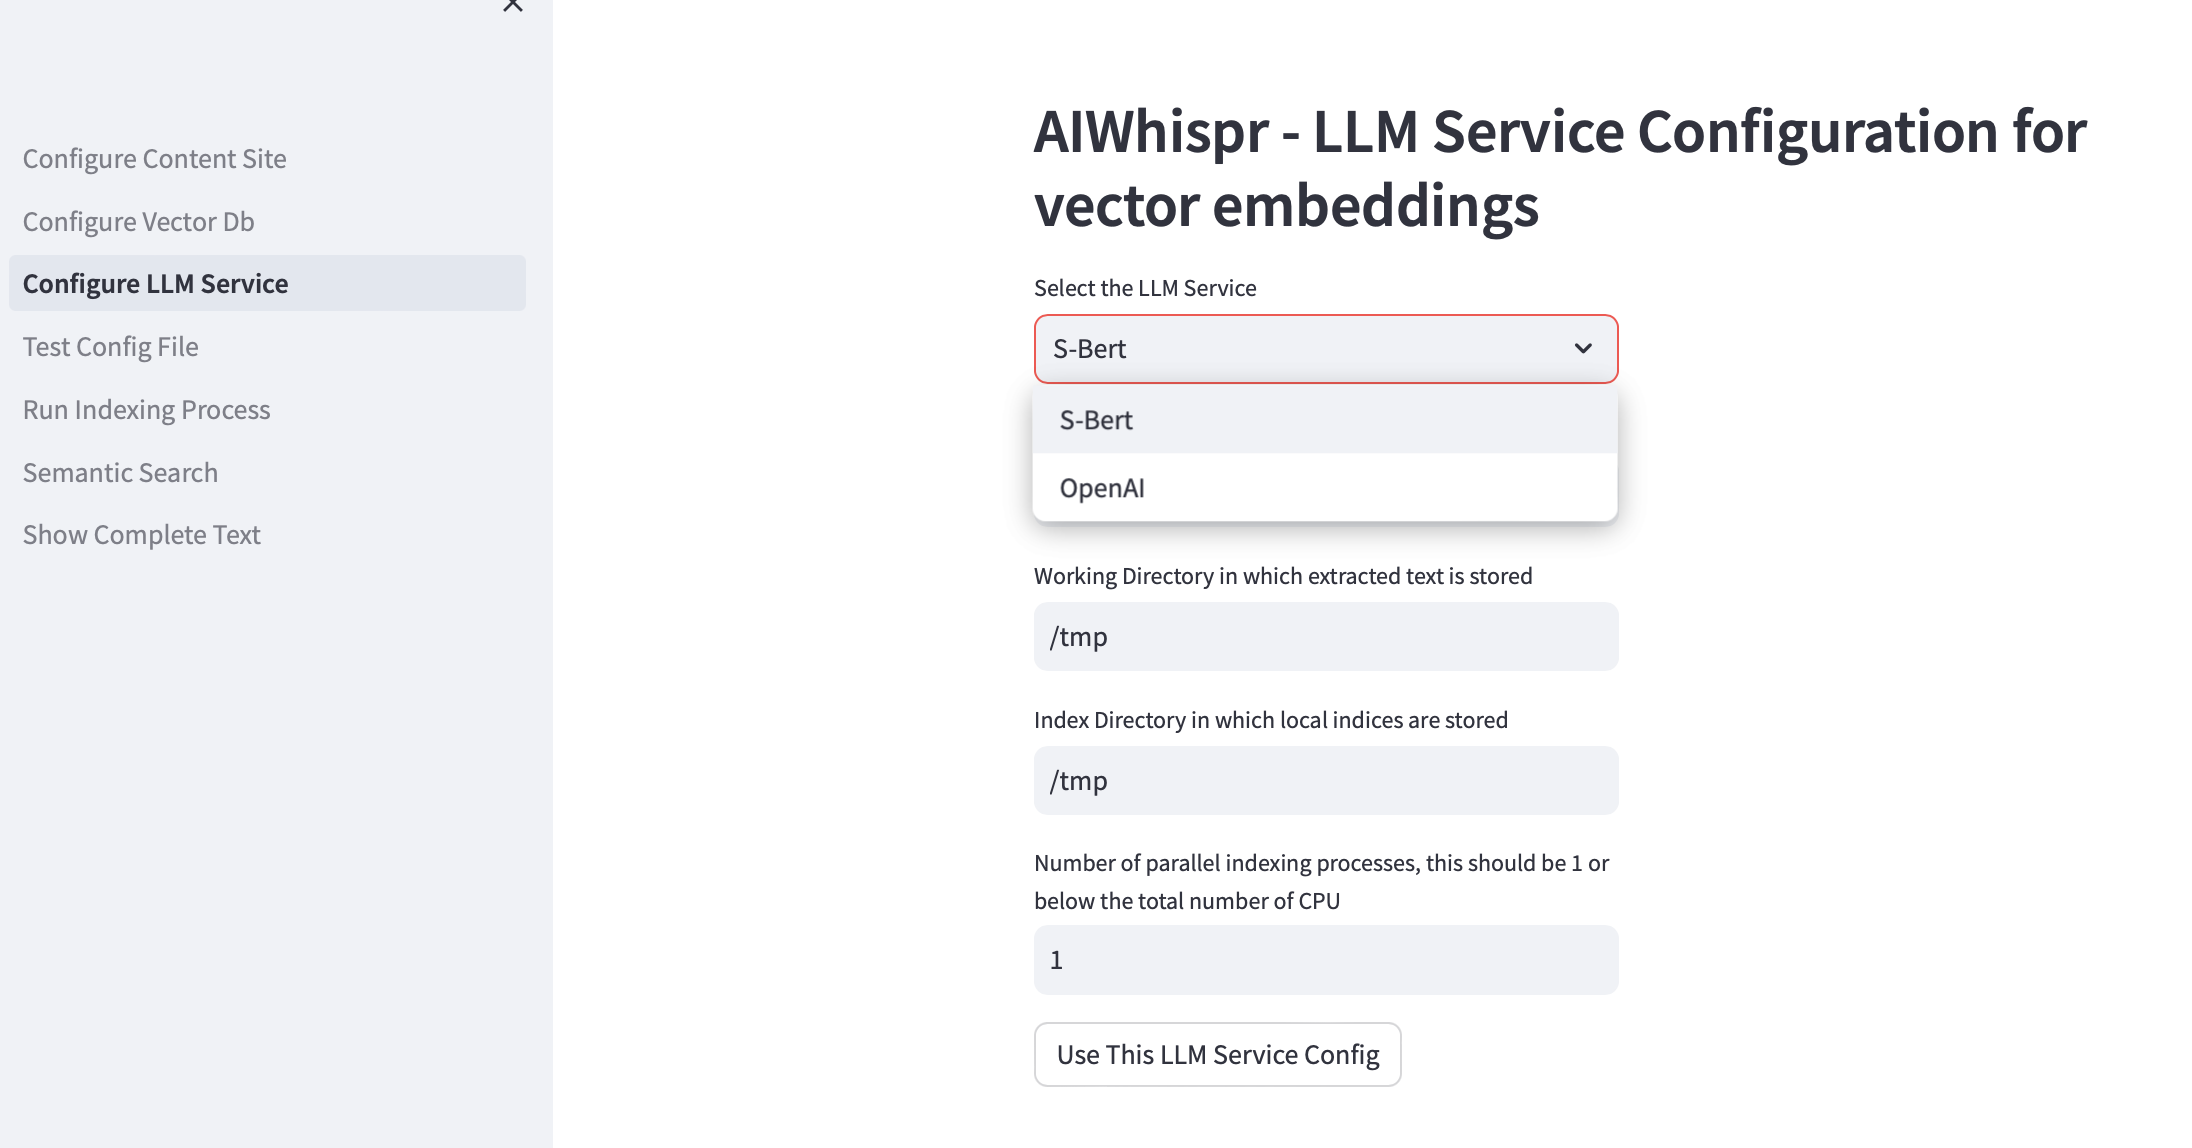 Configure Content Site
Configure Vector Db
Configure LLM Service
Test Config File
Run Indexing Process
Semantic Search
Show Complete Text
AIWhispr - LLM Service Configuration for
vector embeddings
Select the LLM Service
S-Bert
S-Bert
OpenAI
Working Directory in which extracted text is stored
/tmp
Index Directory in which local indices are stored
/tmp
Number of parallel indexing processes, this should be 1 or
below the total number of CPU
1
Use This LLM Service Config